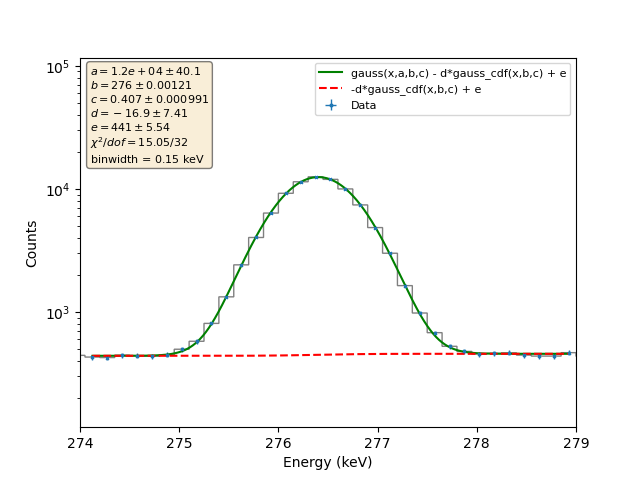 a = 1.2e + 04 ± 40.1
b = 276 ± 0.00121
c = 0.407 ± 0.000991
d = − 16.9 ± 7.41
e = 441 ± 5.54
χ²/dof = 15.05/32
binwidth = 0.15 keV
gauss(x,a,b,c) - d*gauss_cdf(x,b,c) + e
-d*gauss_cdf(x,b,c) + e
Data
10⁵
10⁴
10³
Counts
274 275 276 277 278 279
Energy (keV)